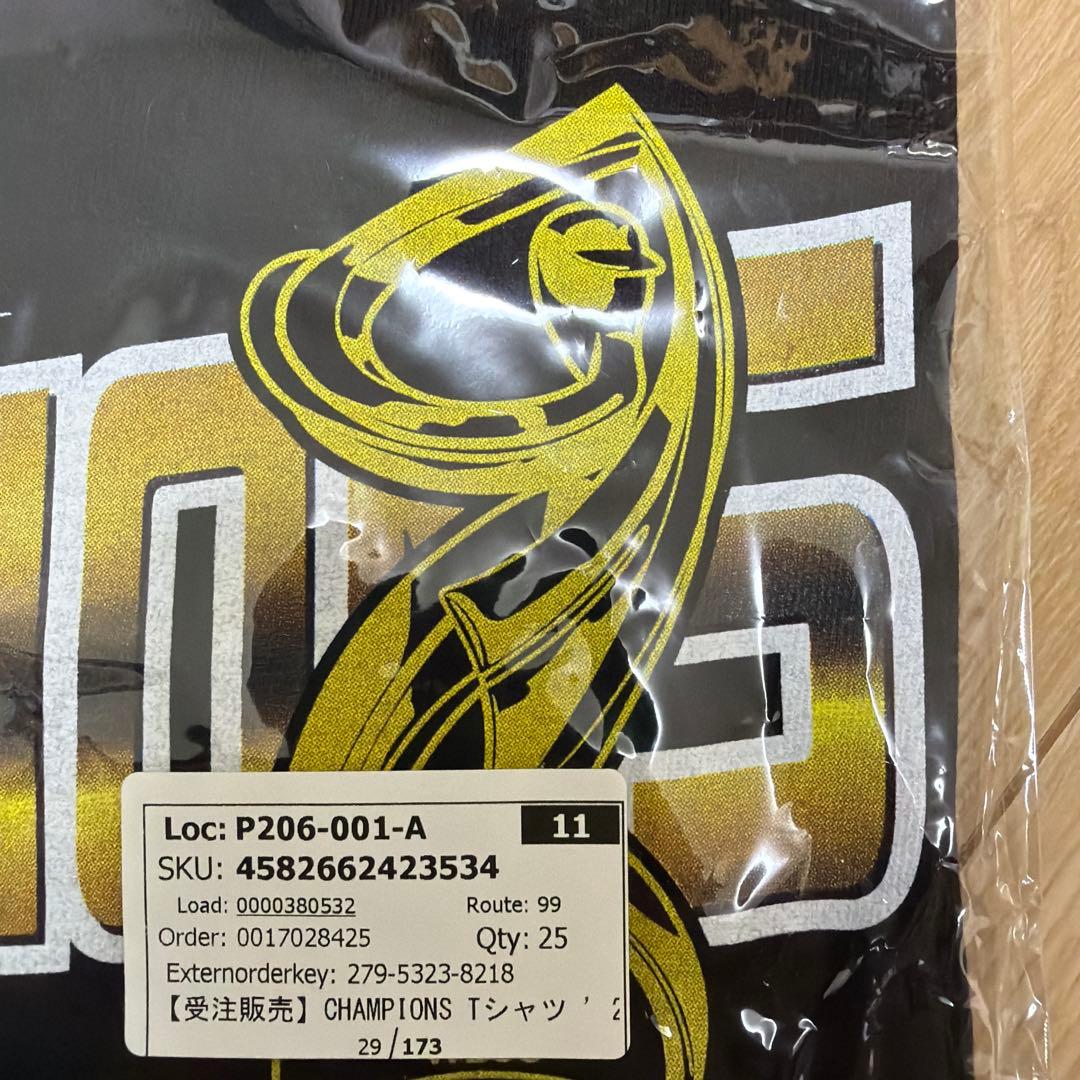 Loc: P206-001-A 11
SKU: 4582662423534
Load: 0000380532 Route: 99
Order: 0017028425 Qty: 25
Externorderkey: 279-5323-8218
【受注販売】CHAMPIONS Tシャツ ’ 2
29/173